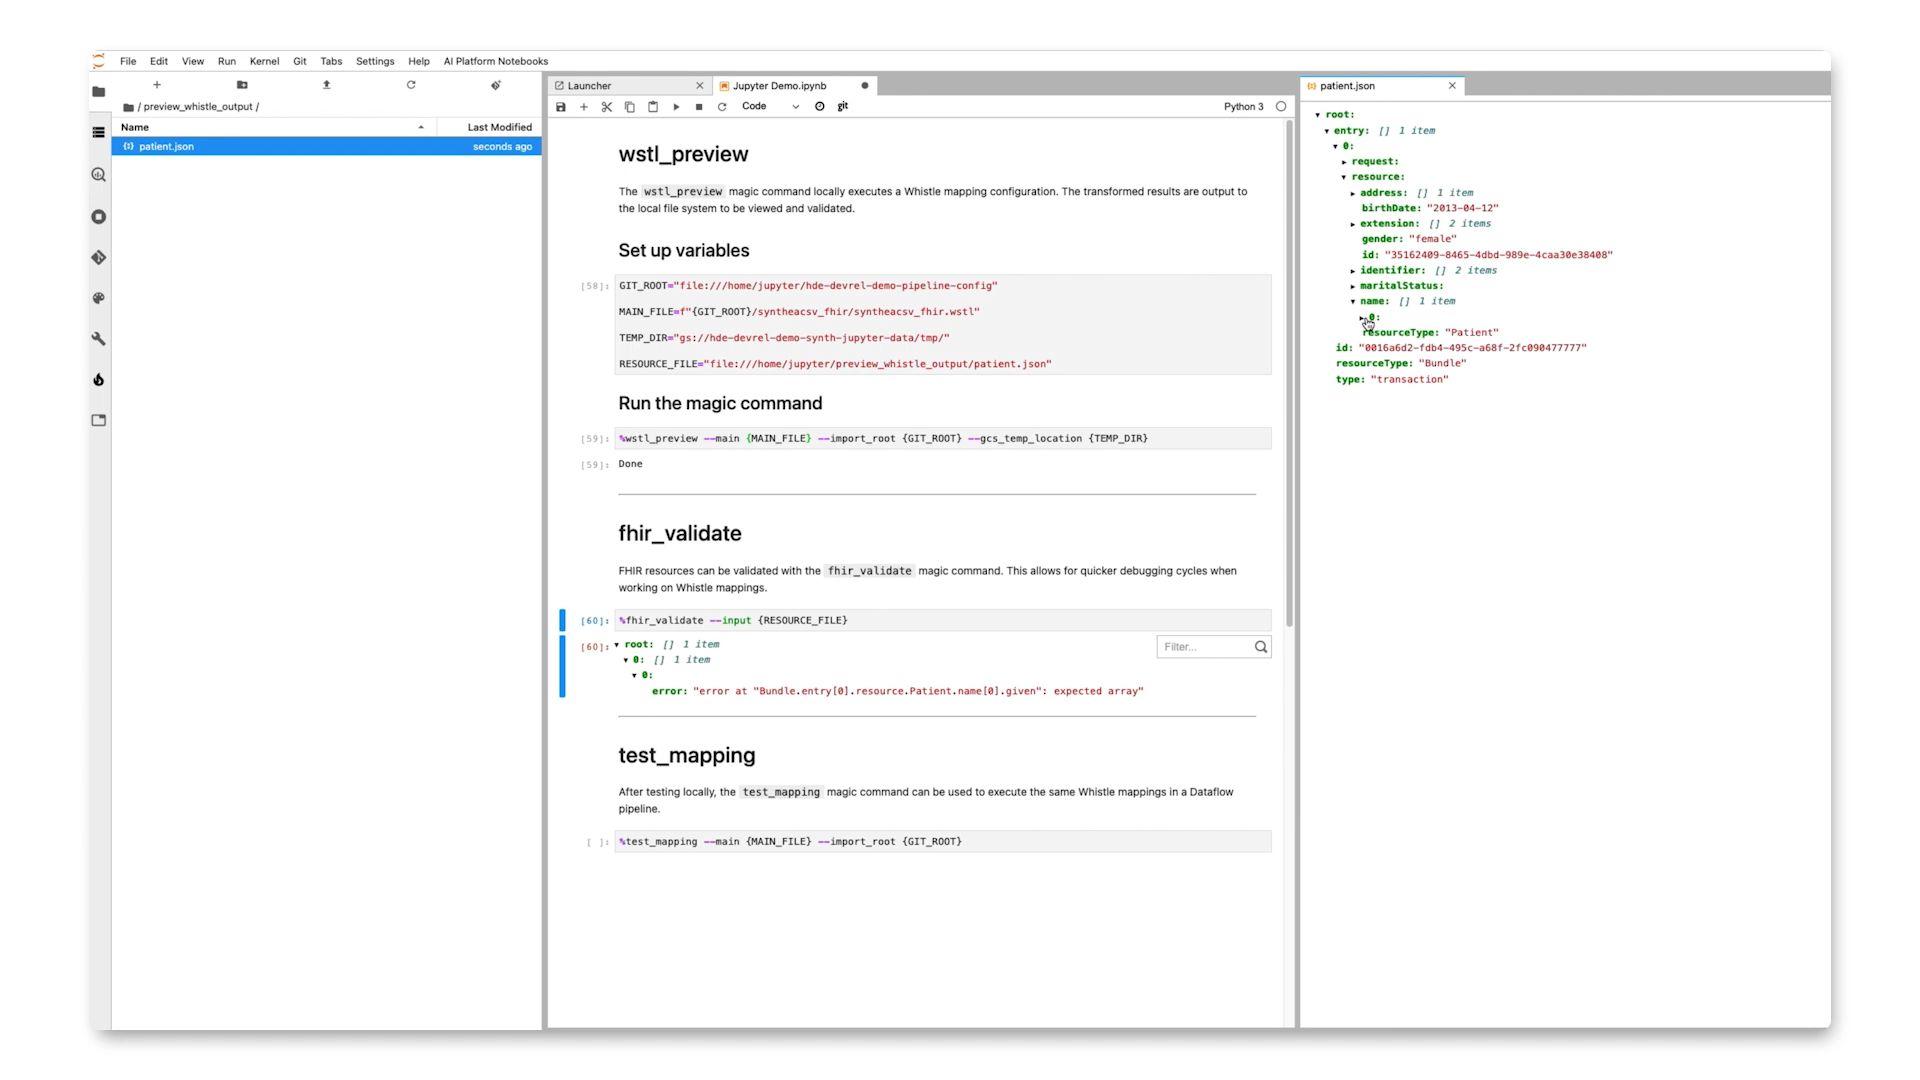 File Edit View Run Kernel Git Tabs Settings Help AI Platform Notebooks
/ preview_whistle_output /
Name Last Modified
patient.json seconds ago
Launcher Jupyter Demo.ipynb
Code git Python 3
wstl_preview
The wstl_preview magic command locally executes a Whistle mapping configuration. The transformed results are output to
the local file system to be viewed and validated.
Set up variables
[58]: GIT_ROOT="file:///home/jupyter/hde-devrel-demo-pipeline-config"
MAIN_FILE=f"{GIT_ROOT}/syntheacsv_fhir/syntheacsv_fhir.wstl"
TEMP_DIR="gs://hde-devrel-demo-synth-jupyter-data/tmp/"
RESOURCE_FILE="file:///home/jupyter/preview_whistle_output/patient.json"
Run the magic command
[59]: %wstl_preview --main {MAIN_FILE} --import_root {GIT_ROOT} --gcs_temp_location {TEMP_DIR}
[59]: Done
fhir_validate
FHIR resources can be validated with the fhir_validate magic command. This allows for quicker debugging cycles when
working on Whistle mappings.
[60]: %fhir_validate --input {RESOURCE_FILE}
[60]: root: [] 1 item
Filter...
0: [] 1 item
0:
error: "error at "Bundle.entry[0].resource.Patient.name[0].given": expected array"
test_mapping
After testing locally, the test_mapping magic command can be used to execute the same Whistle mappings in a Dataflow
pipeline.
[ ]: %test_mapping --main {MAIN_FILE} --import_root {GIT_ROOT}
patient.json
root:
entry: [] 1 item
0:
request:
resource:
address: [] 1 item
birthDate: "2013-04-12"
extension: [] 2 items
gender: "female"
id: "35162409-8465-4dbd-989e-4caa30e38408"
identifier: [] 2 items
maritalStatus:
name: [] 1 item
0:
resourceType: "Patient"
id: "0016a6d2-fdb4-495c-a68f-2fc090477777"
resourceType: "Bundle"
type: "transaction"